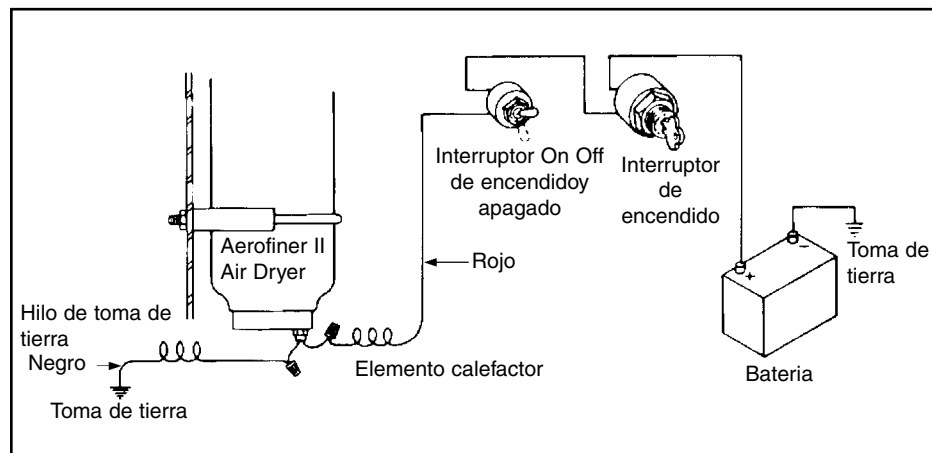 Interruptor On Off
de encendidoy
apagado
Interruptor
de
encendido
Aerofiner II
Air Dryer
Rojo
Toma de
tierra
+
−
Hilo de toma de
tierra
Negro
Elemento calefactor
Bateria
Toma de tierra